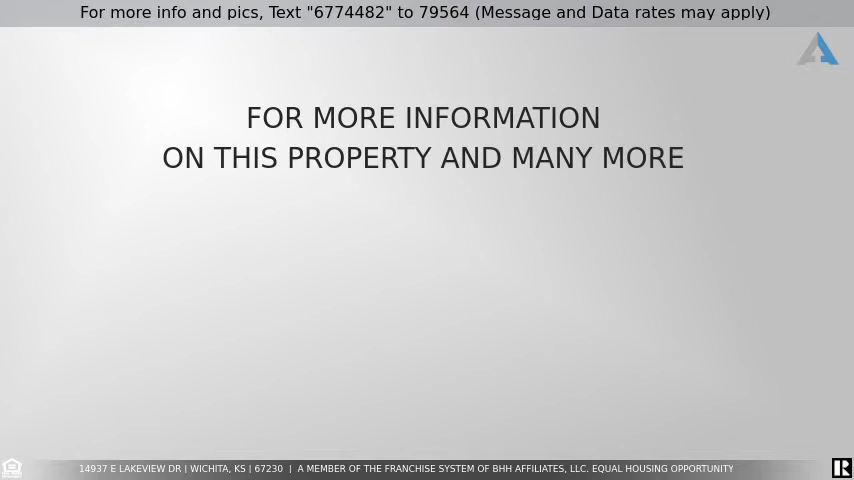 For more info and pics, Text "6774482" to 79564 (Message and Data rates may apply)
FOR MORE INFORMATION
ON THIS PROPERTY AND MANY MORE
14937 E LAKEVIEW DR | WICHITA, KS | 67230 | A MEMBER OF THE FRANCHISE SYSTEM OF BHH AFFILIATES, LLC. EQUAL HOUSING OPPORTUNITY